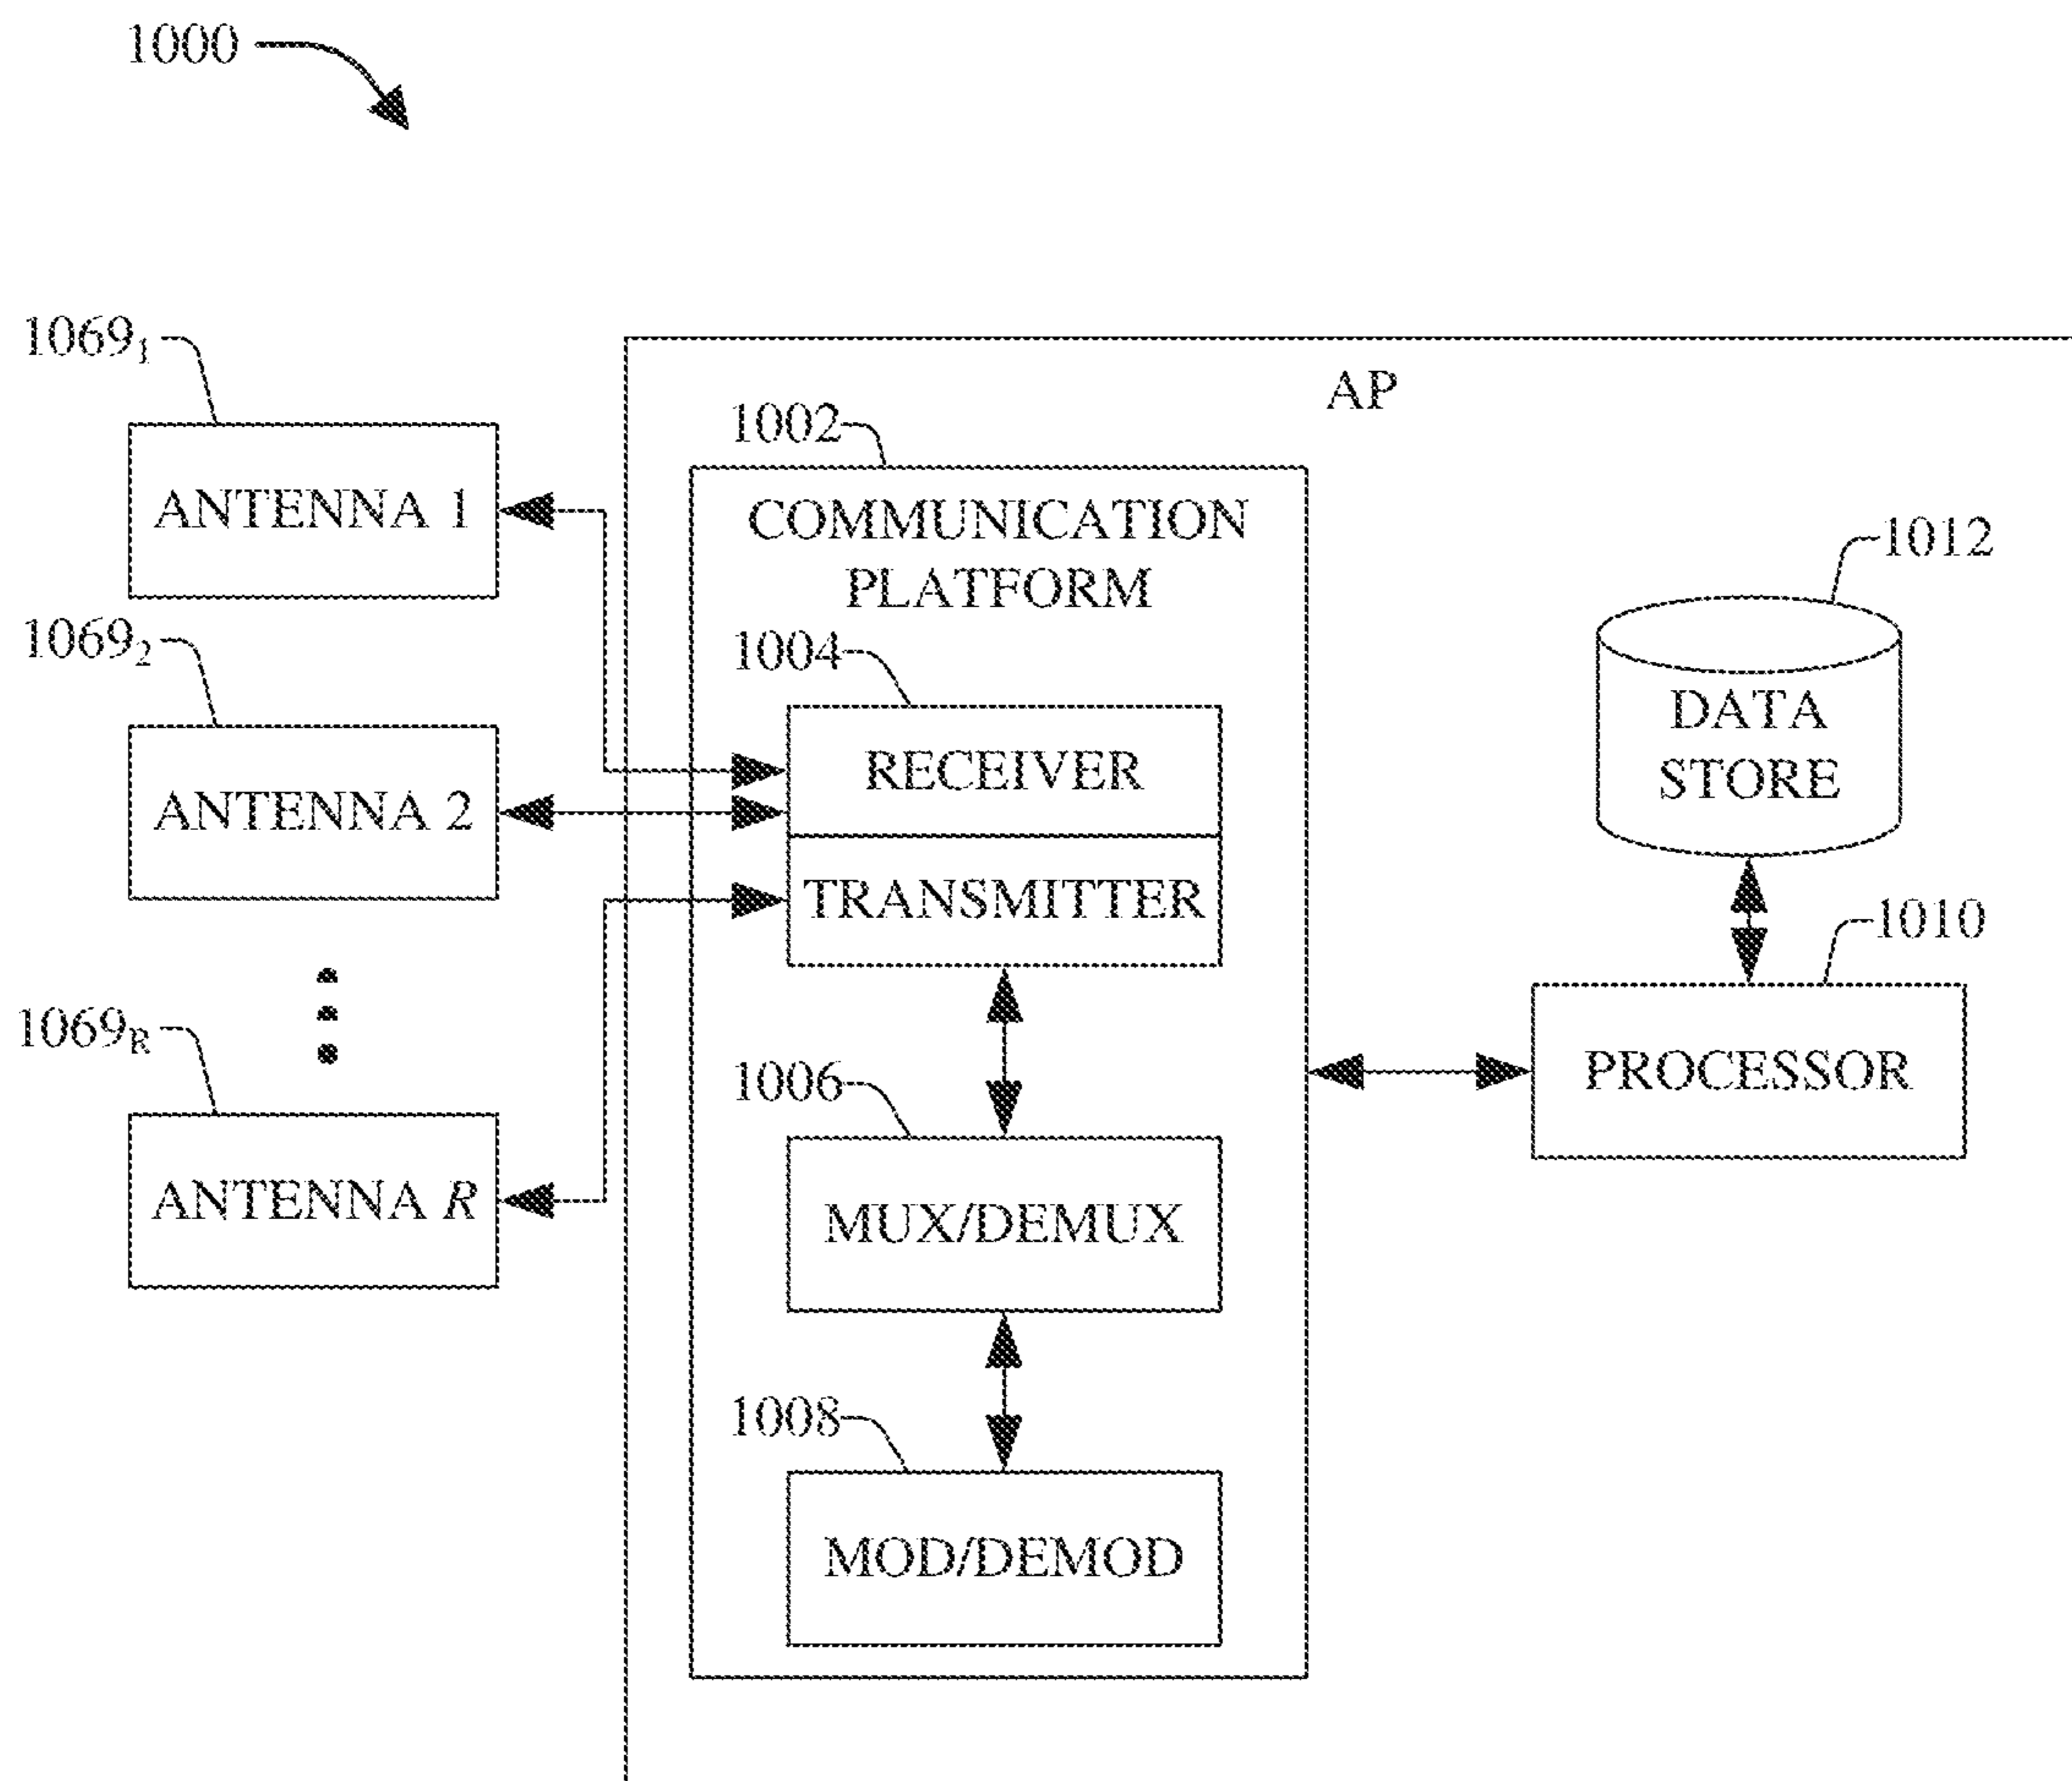 1000
1069₁
ANTENNA 1
1069₂
ANTENNA 2
1069R
ANTENNA R
AP
1002
COMMUNICATION
PLATFORM
1004
RECEIVER
TRANSMITTER
1006
MUX/DEMUX
1008
MOD/DEMOD
1012
DATA
STORE
1010
PROCESSOR